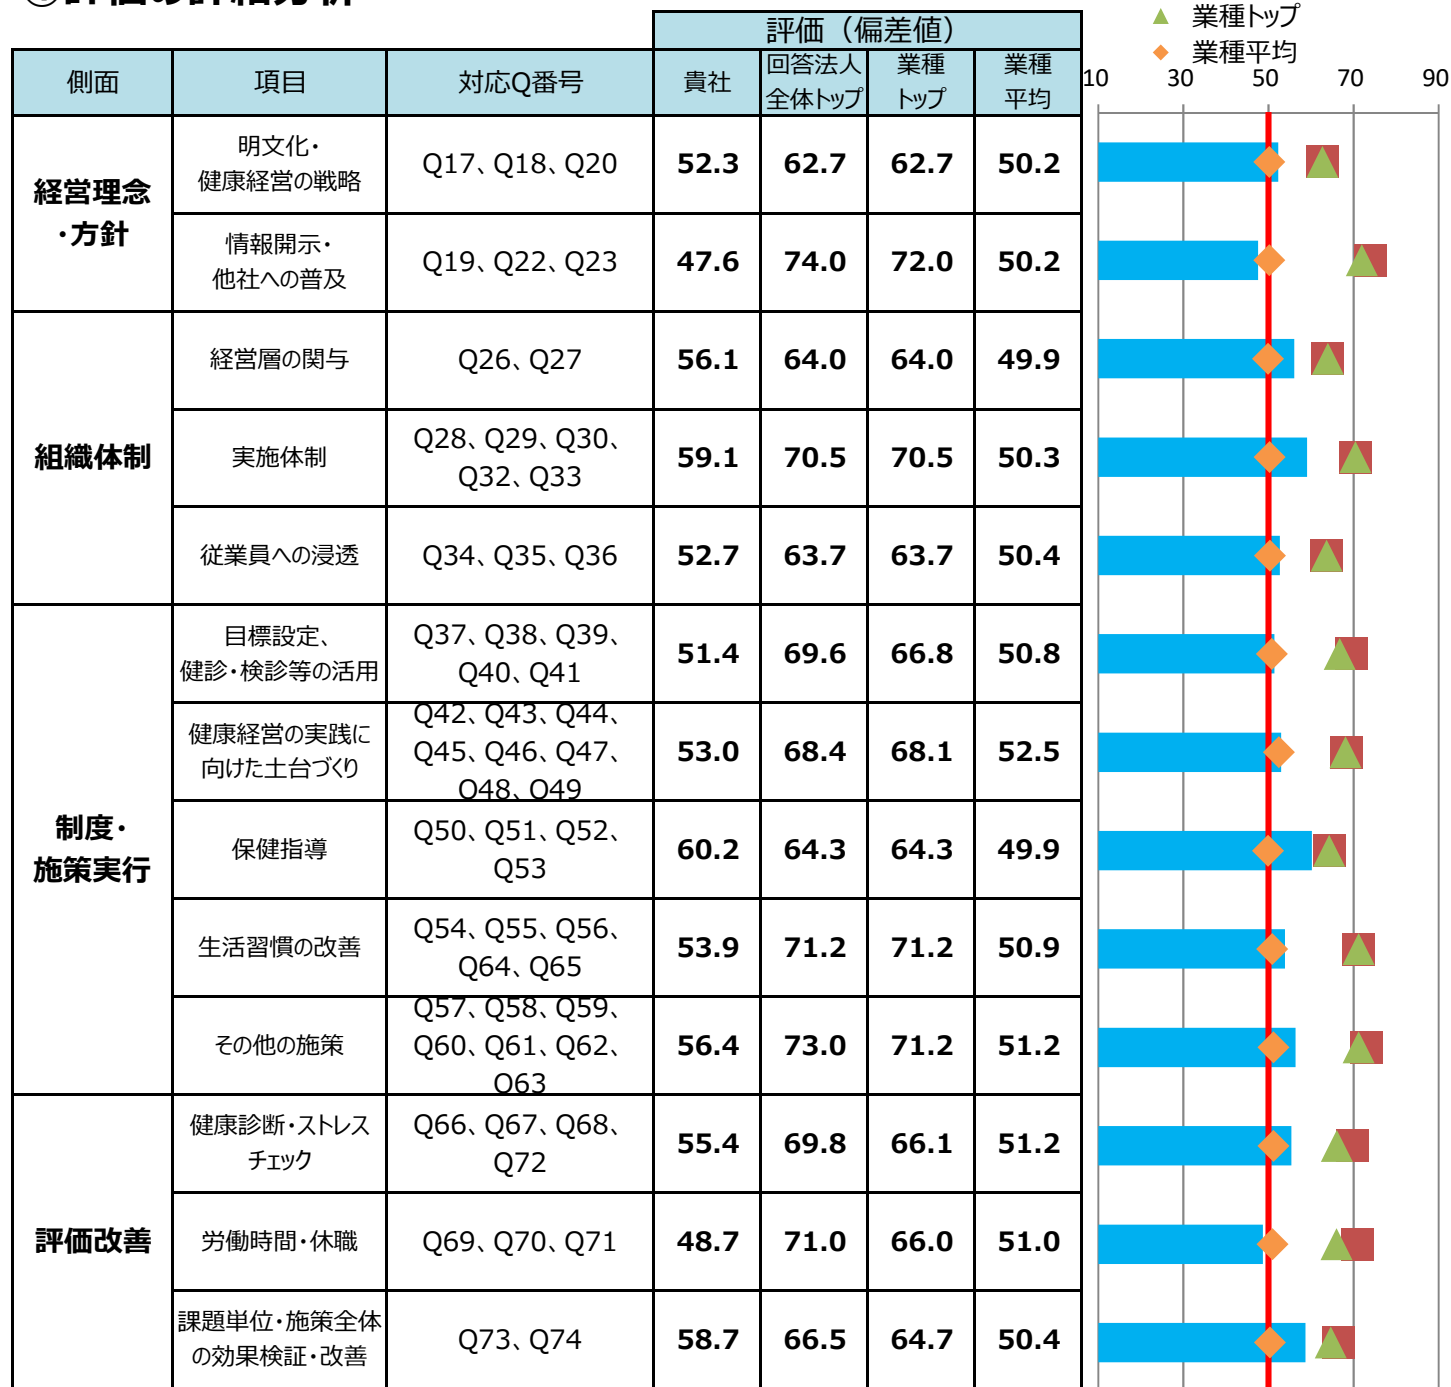 ▲ 業種トップ
◆ 業種平均
10 30 50 70 90
評価（偏差値）
側面 項目 対応Q番号 貴社 回答法人全体トップ 業種トップ 業種平均
経営理念
・方針
明文化・
健康経営の戦略
Q17、Q18、Q20 52.3 62.7 62.7 50.2
情報開示・
他社への普及
Q19、Q22、Q23 47.6 74.0 72.0 50.2
組織体制
経営層の関与 Q26、Q27 56.1 64.0 64.0 49.9
実施体制
Q28、Q29、Q30、
Q32、Q33
59.1 70.5 70.5 50.3
従業員への浸透 Q34、Q35、Q36 52.7 63.7 63.7 50.4
制度・
施策実行
目標設定、
健診・検診等の活用
Q37、Q38、Q39、
Q40、Q41
51.4 69.6 66.8 50.8
健康経営の実践に
向けた土台づくり
Q42、Q43、Q44、
Q45、Q46、Q47、
Q48、Q49
53.0 68.4 68.1 52.5
保健指導
Q50、Q51、Q52、
Q53
60.2 64.3 64.3 49.9
生活習慣の改善
Q54、Q55、Q56、
Q64、Q65
53.9 71.2 71.2 50.9
その他の施策
Q57、Q58、Q59、
Q60、Q61、Q62、
Q63
56.4 73.0 71.2 51.2
評価改善
健康診断・ストレス
チェック
Q66、Q67、Q68、
Q72
55.4 69.8 66.1 51.2
労働時間・休職 Q69、Q70、Q71 48.7 71.0 66.0 51.0
課題単位・施策全体
の効果検証・改善
Q73、Q74 58.7 66.5 64.7 50.4